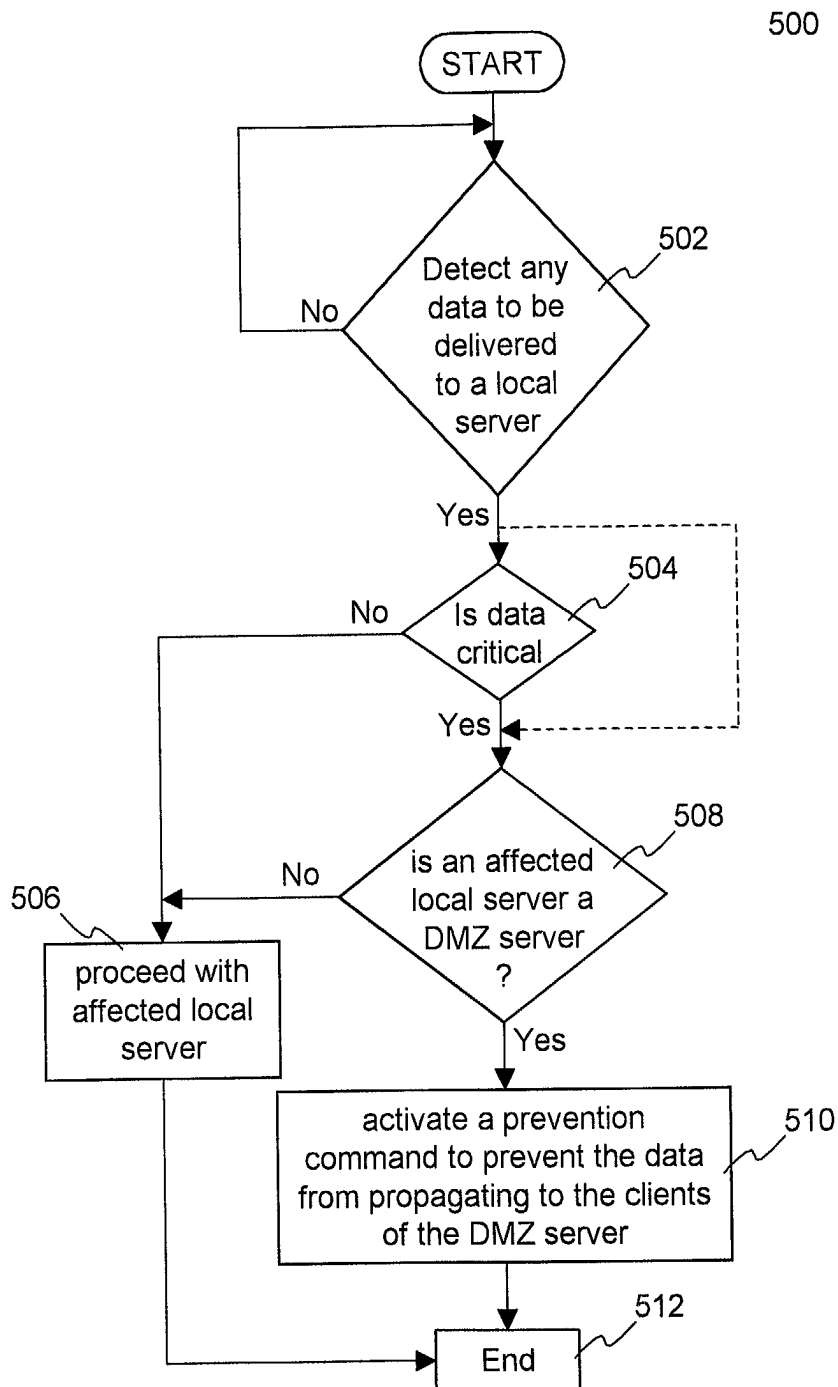 500
START
502
Detect any
data to be
delivered
to a local
server
No
Yes
504
Is data
critical
No
Yes
508
is an affected
local server a
DMZ server
?
No
506
proceed with
affected local
server
Yes
activate a prevention
command to prevent the data
from propagating to the clients
of the DMZ server
510
512
End